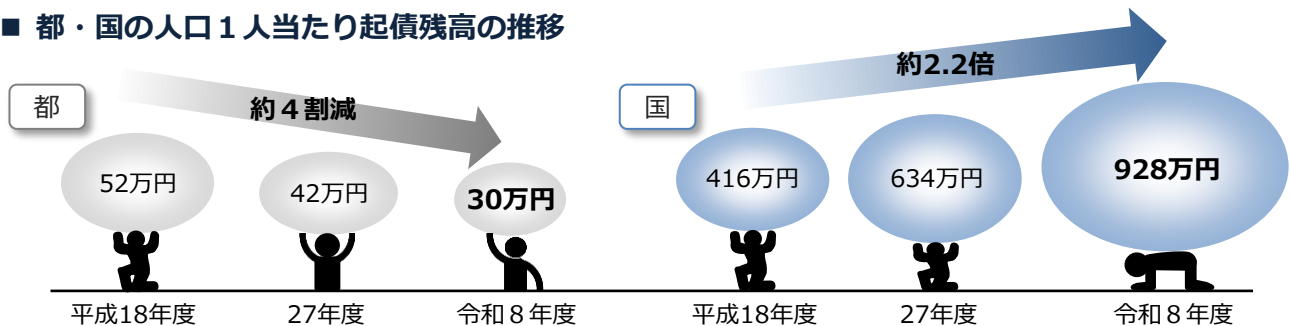 ■ 都・国の人口１人当たり起債残高の推移
都
約４割減
52万円
42万円
30万円
平成18年度
27年度
令和８年度
国
約2.2倍
416万円
634万円
928万円
平成18年度
27年度
令和８年度